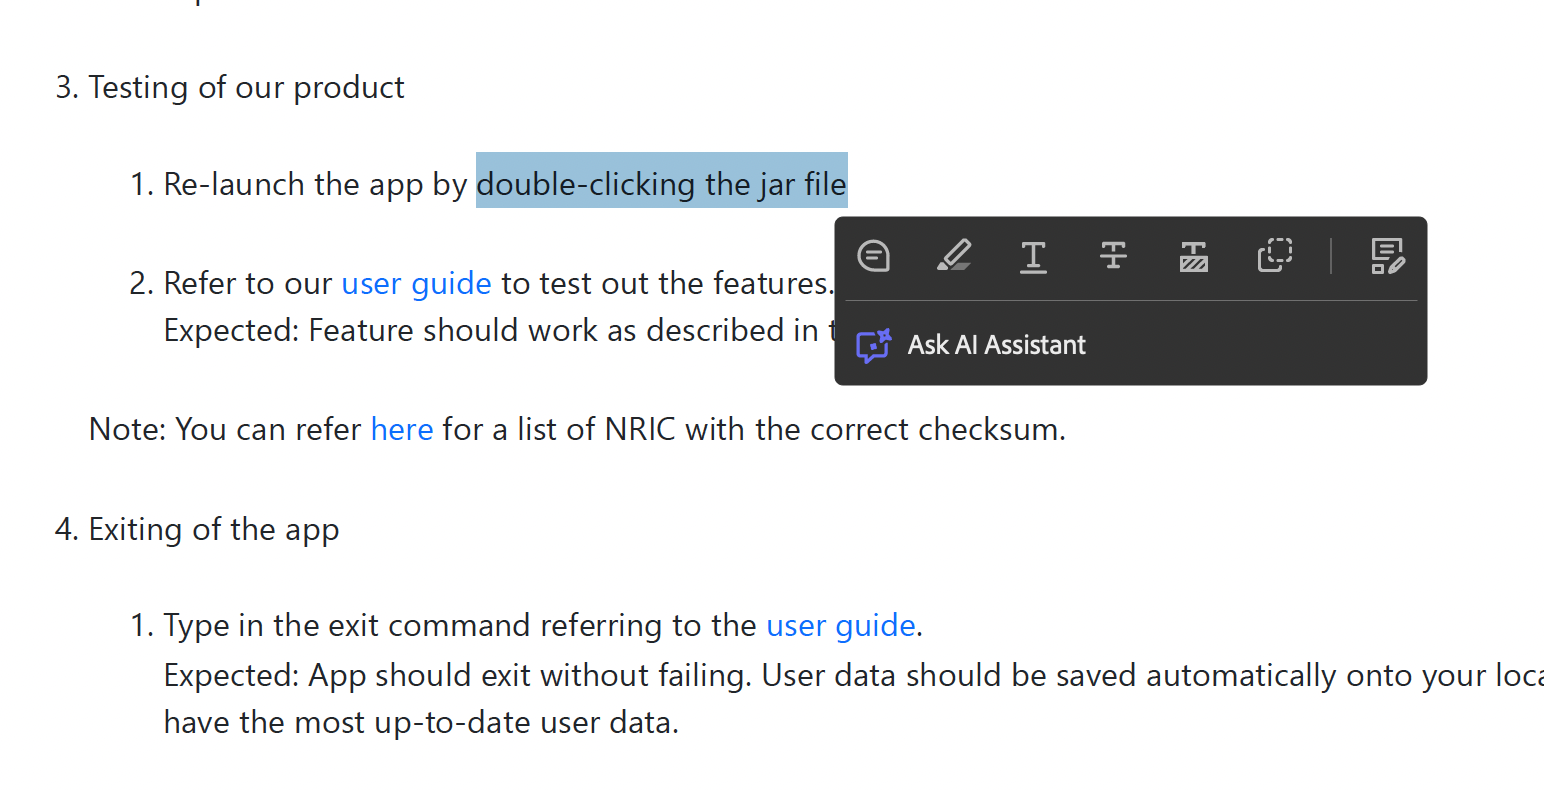 3. Testing of our product
1. Re-launch the app by double-clicking the jar file
2. Refer to our user guide to test out the features.
Expected: Feature should work as described in
Ask AI Assistant
Note: You can refer here for a list of NRIC with the correct checksum.
4. Exiting of the app
1. Type in the exit command referring to the user guide.
Expected: App should exit without failing. User data should be saved automatically onto your
have the most up-to-date user data.